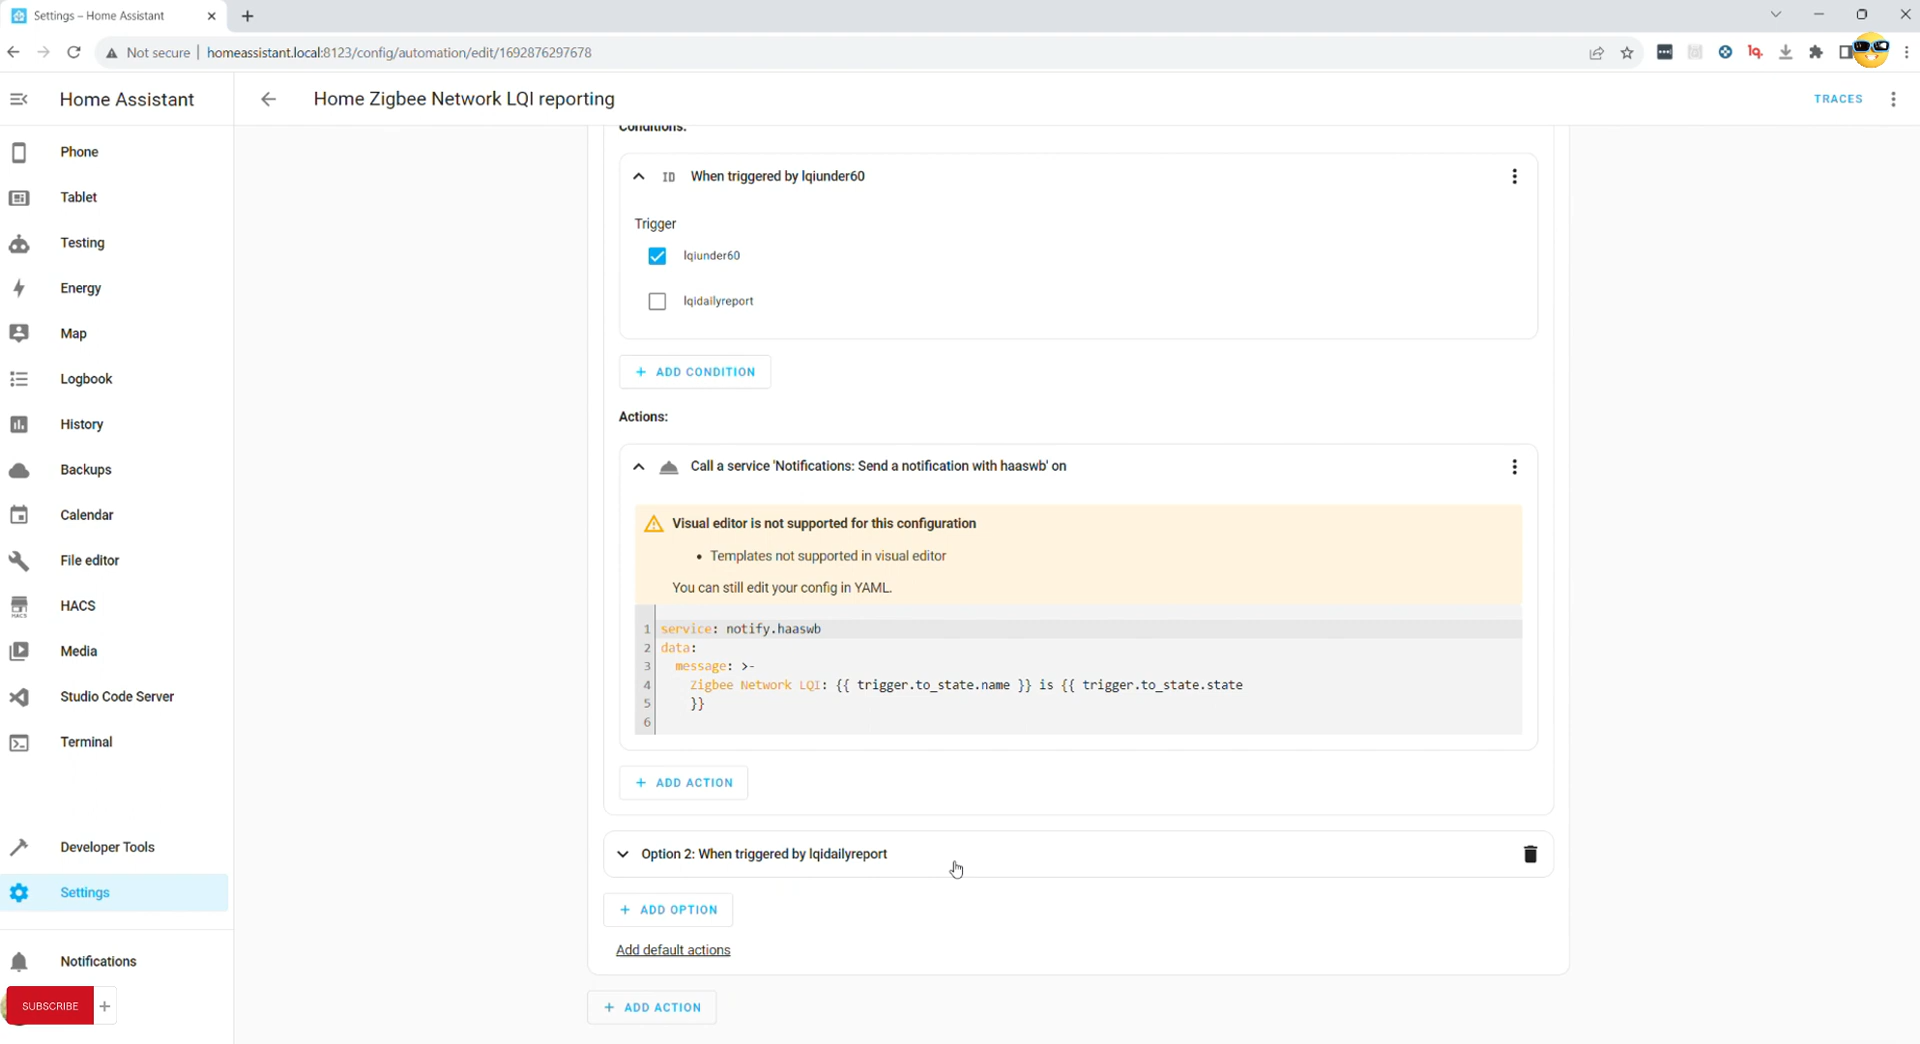 Settings – Home Assistant
Not secure
homeassistant.local:8123/config/automation/edit/1692876297678
Home Assistant
Home Zigbee Network LQI reporting
TRACES
Phone
Tablet
Testing
Energy
Map
Logbook
History
Backups
Calendar
File editor
HACS
Media
Studio Code Server
Terminal
Developer Tools
Settings
Notifications
SUBSCRIBE
Conditions:
ID When triggered by lqiunder60
Trigger
lqiunder60
lqidailyreport
ADD CONDITION
Actions:
Call a service 'Notifications: Send a notification with haaswb' on
Visual editor is not supported for this configuration
• Templates not supported in visual editor
You can still edit your config in YAML.
1 service: notify.haaswb
2 data:
3 message: >-
4 Zigbee Network LQI: {{ trigger.to_state.name }} is {{ trigger.to_state.state
5 }}
6
+ ADD ACTION
Option 2: When triggered by lqidailyreport
+ ADD OPTION
Add default actions
+ ADD ACTION